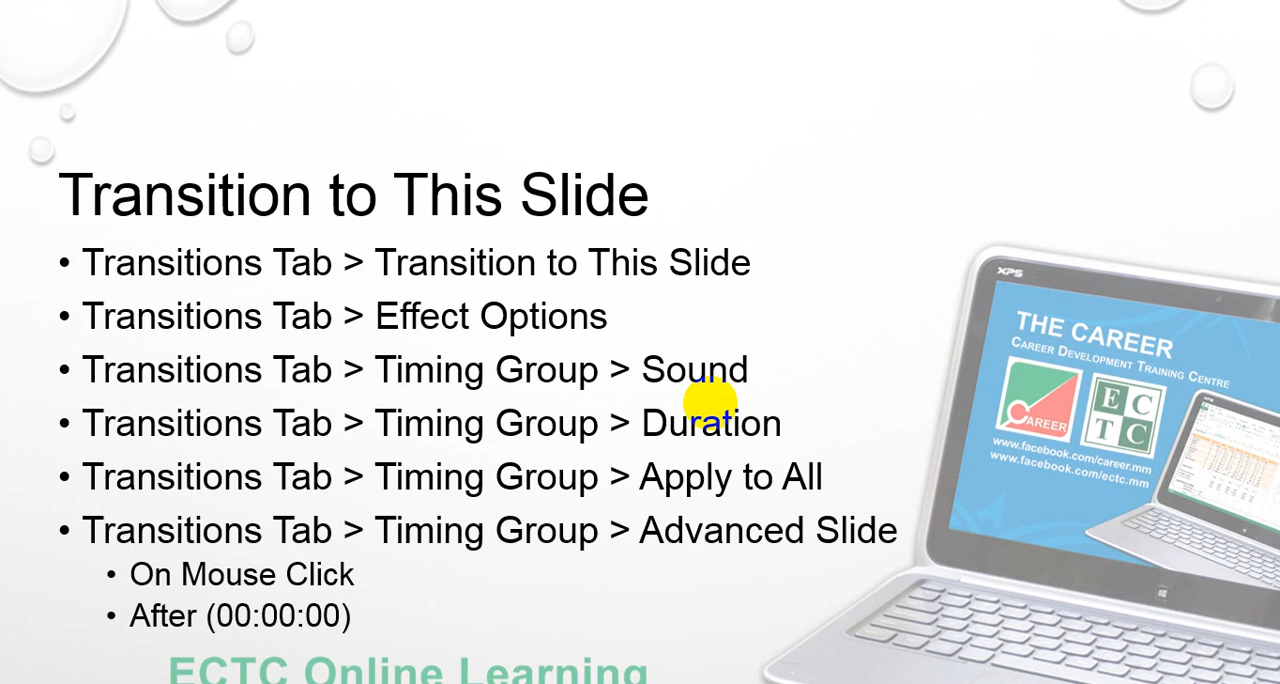 Transition to This Slide
• Transitions Tab > Transition to This Slide
• Transitions Tab > Effect Options
• Transitions Tab > Timing Group > Sound
• Transitions Tab > Timing Group > Duration
• Transitions Tab > Timing Group > Apply to All
• Transitions Tab > Timing Group > Advanced Slide
• On Mouse Click
• After (00:00:00)
ECTC Online Learning
XPS
THE CAREER
CAREER DEVELOPMENT TRAINING CENTRE
CAREER
EC
TC
www.facebook.com/career.mm
www.facebook.com/ectc.mm